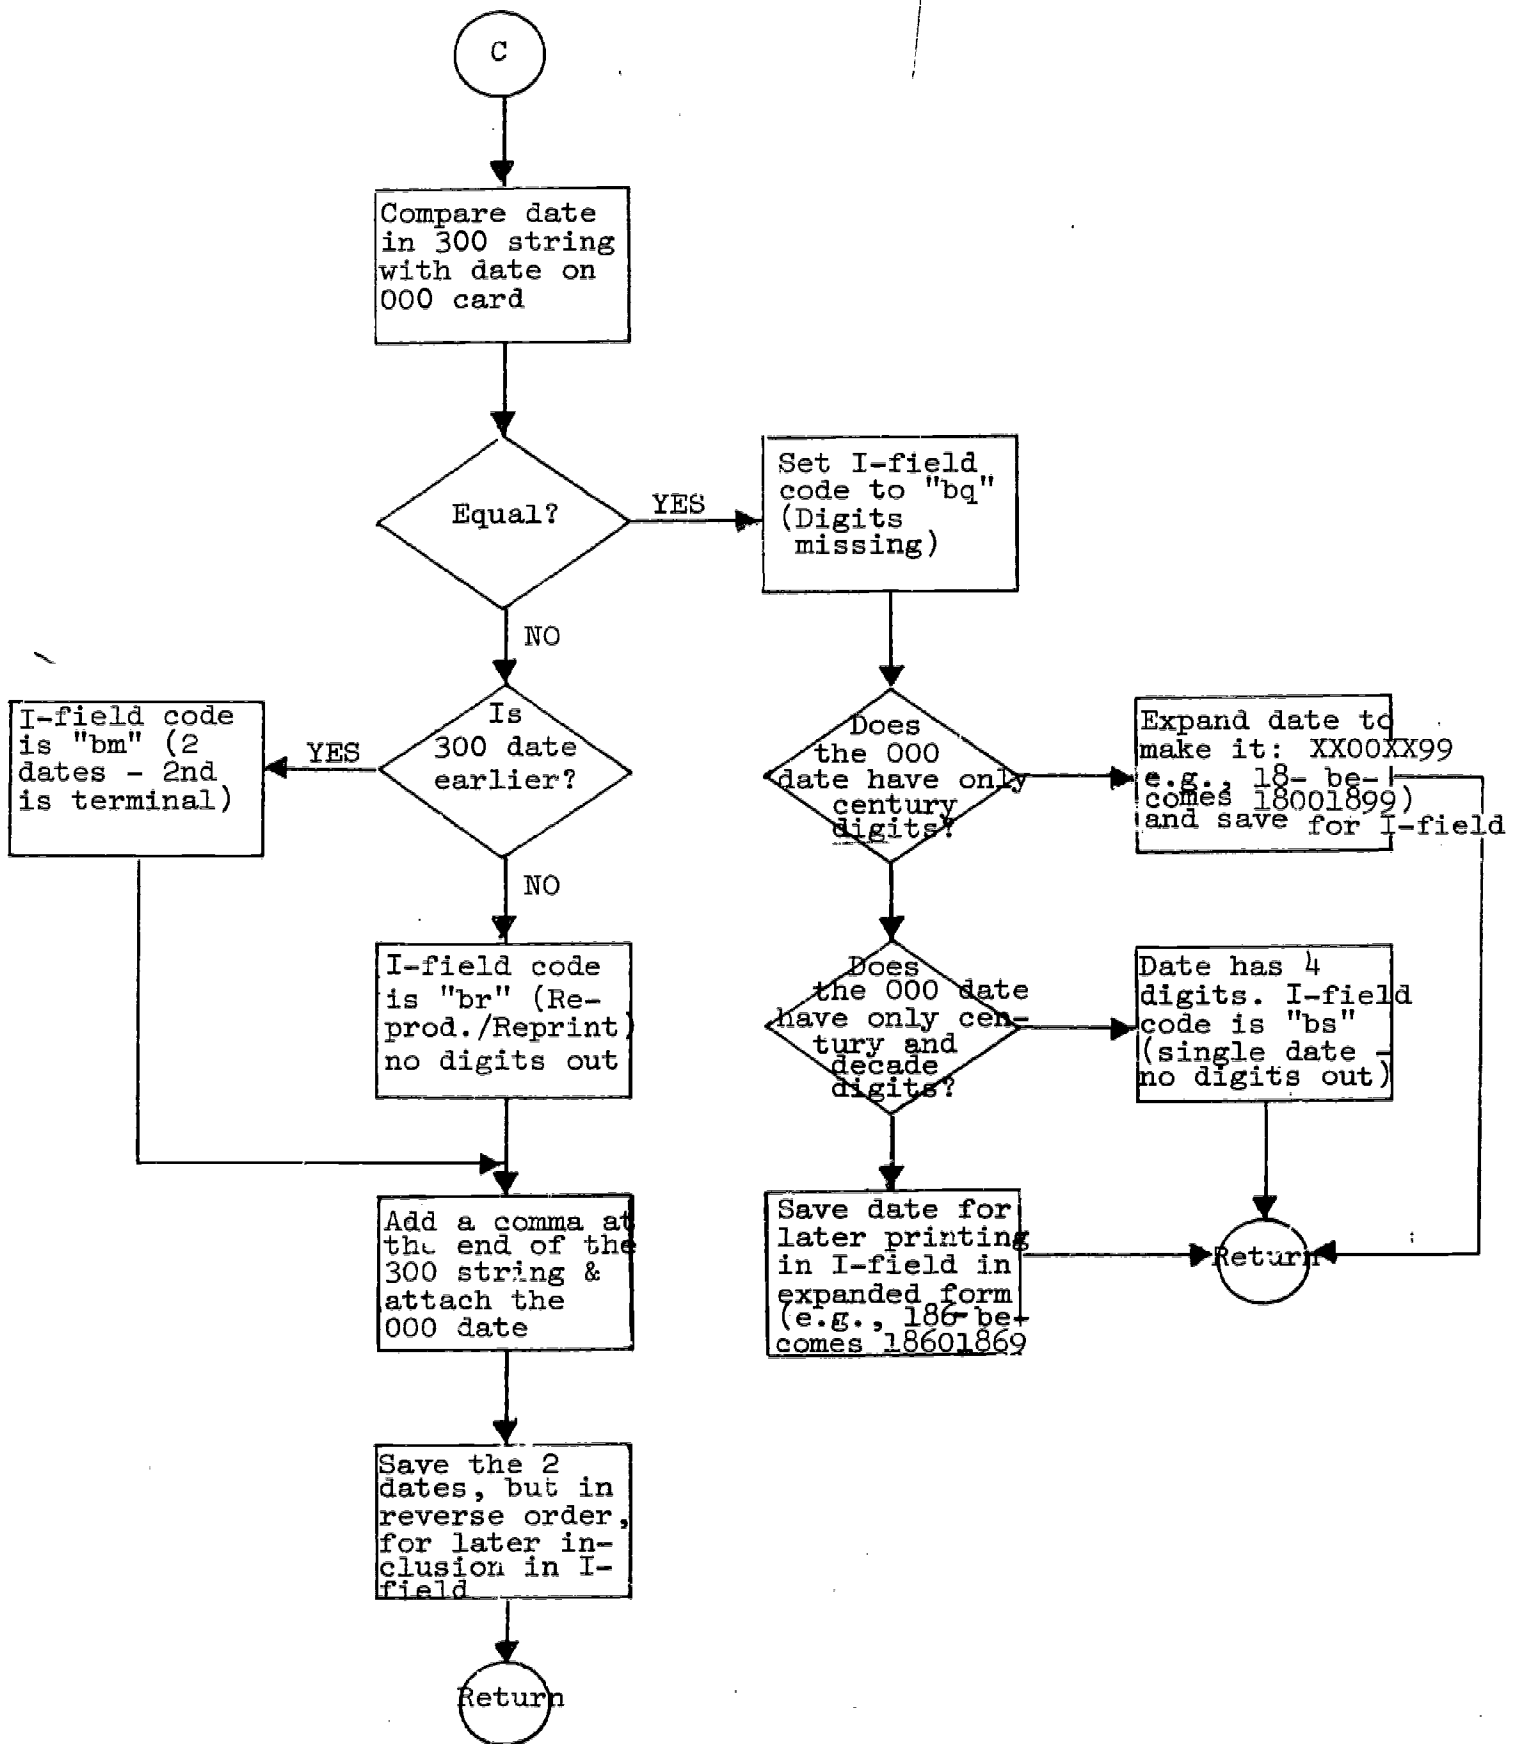 C
Compare date
in 300 string
with date on
000 card
Equal?
YES
Set I-field
code to "bq"
(Digits
missing)
NO
Is
300 date
earlier?
YES
I-field code
is "bm" (2
dates - 2nd
is terminal)
Does
the 000
date have only
century
digits?
Expand date to
make it: XX00XX99
e.g., 18- be-
comes 18001899)
and save for I-field
NO
I-field code
is "br" (Re-
prod./Reprint)
no digits out
Does
the 000 date
have only cen-
tury and
decade
digits?
Date has 4
digits. I-field
code is "bs"
(single date -
no digits out)
Add a comma at
the end of the
300 string &
attach the
000 date
Save date for
later printing
in I-field in
expanded form
(e.g., 186-be-
comes 18601869
Return
Save the 2
dates, but in
reverse order,
for later in-
clusion in I-
field
Return